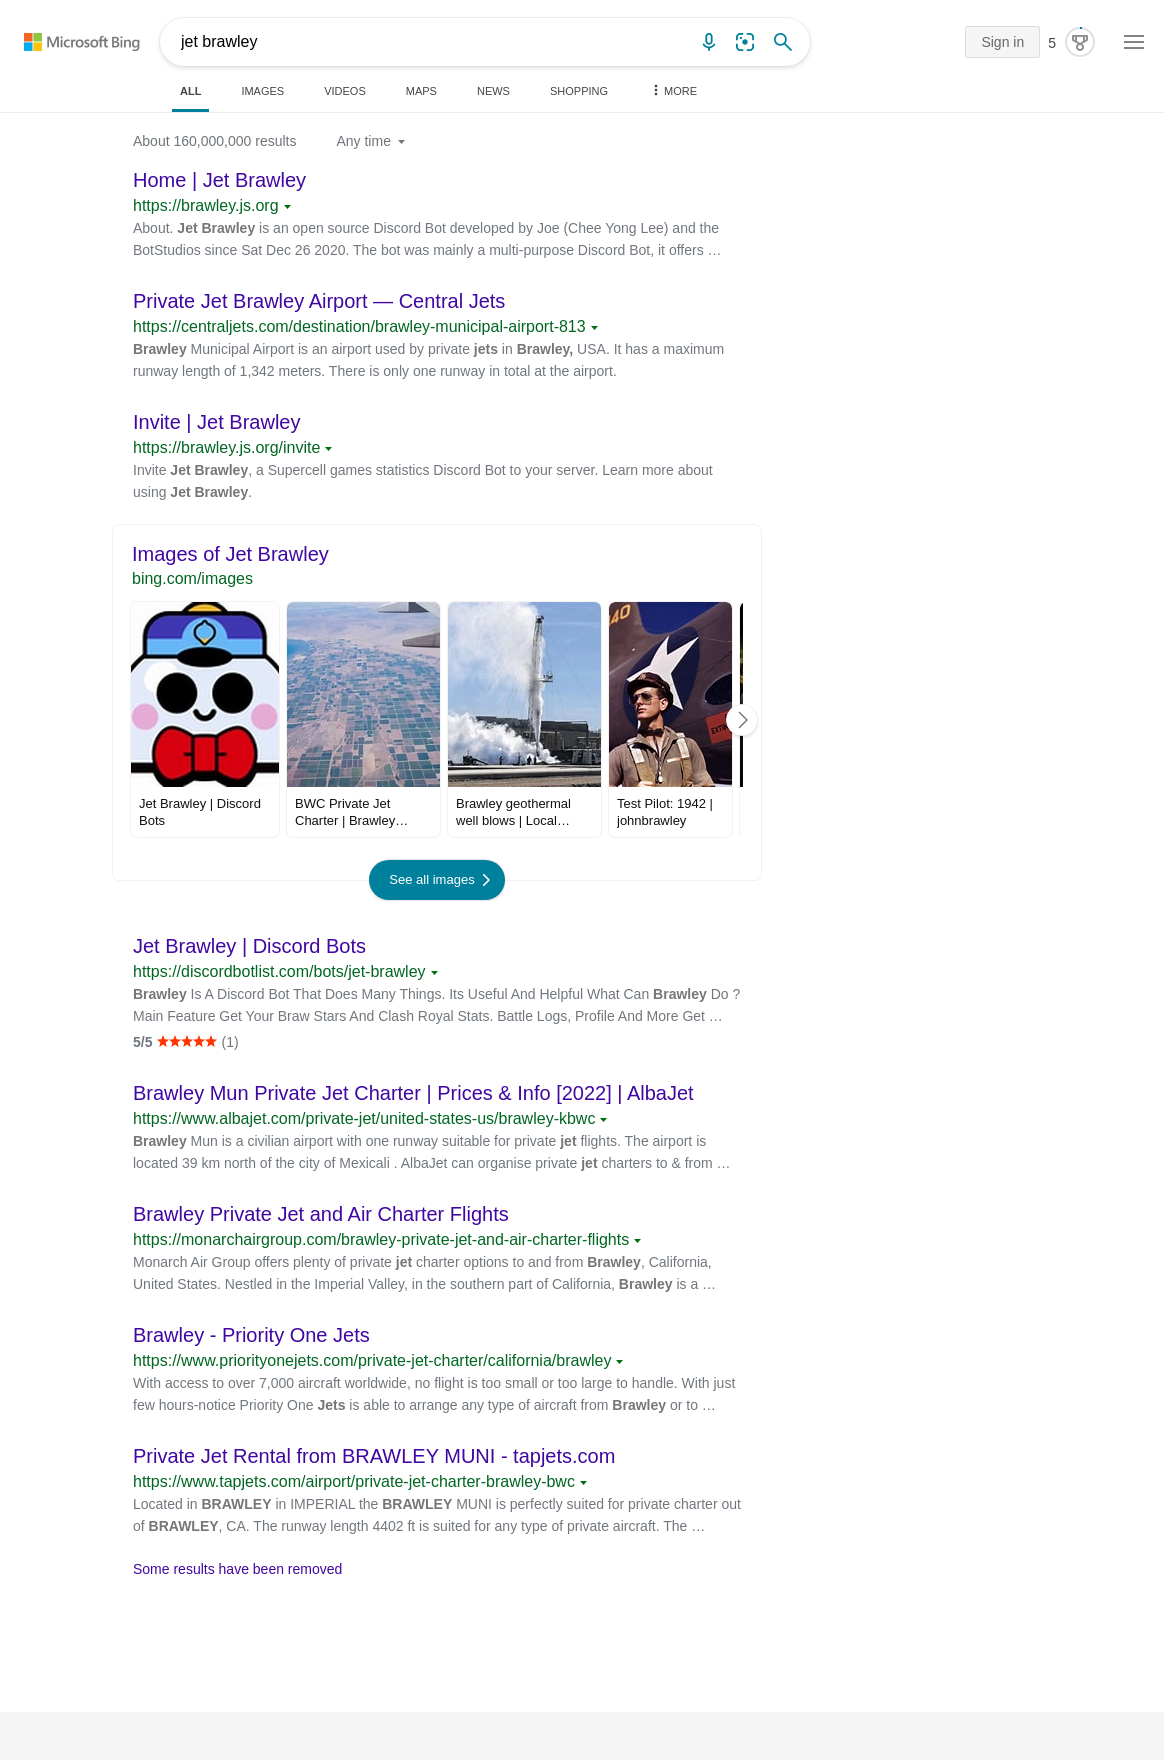 Microsoft Bing
jet brawley
Sign in
5
ALL
IMAGES
VIDEOS
MAPS
NEWS
SHOPPING
MORE
About 160,000,000 results
Any time
Home | Jet Brawley
https://brawley.js.org
About. Jet Brawley is an open source Discord Bot developed by Joe (Chee Yong Lee) and the
BotStudios since Sat Dec 26 2020. The bot was mainly a multi-purpose Discord Bot, it offers …
Private Jet Brawley Airport — Central Jets
https://centraljets.com/destination/brawley-municipal-airport-813
Brawley Municipal Airport is an airport used by private jets in Brawley, USA. It has a maximum
runway length of 1,342 meters. There is only one runway in total at the airport.
Invite | Jet Brawley
https://brawley.js.org/invite
Invite Jet Brawley, a Supercell games statistics Discord Bot to your server. Learn more about
using Jet Brawley.
Images of Jet Brawley
bing.com/images
40
EXTIN
Jet Brawley | Discord
Bots
BWC Private Jet
Charter | Brawley…
Brawley geothermal
well blows | Local…
Test Pilot: 1942 |
johnbrawley
See all images
Jet Brawley | Discord Bots
https://discordbotlist.com/bots/jet-brawley
Brawley Is A Discord Bot That Does Many Things. Its Useful And Helpful What Can Brawley Do ?
Main Feature Get Your Braw Stars And Clash Royal Stats. Battle Logs, Profile And More Get …
5/5 ★★★★★ (1)
Brawley Mun Private Jet Charter | Prices & Info [2022] | AlbaJet
https://www.albajet.com/private-jet/united-states-us/brawley-kbwc
Brawley Mun is a civilian airport with one runway suitable for private jet flights. The airport is
located 39 km north of the city of Mexicali . AlbaJet can organise private jet charters to & from …
Brawley Private Jet and Air Charter Flights
https://monarchairgroup.com/brawley-private-jet-and-air-charter-flights
Monarch Air Group offers plenty of private jet charter options to and from Brawley, California,
United States. Nestled in the Imperial Valley, in the southern part of California, Brawley is a …
Brawley - Priority One Jets
https://www.priorityonejets.com/private-jet-charter/california/brawley
With access to over 7,000 aircraft worldwide, no flight is too small or too large to handle. With just
few hours-notice Priority One Jets is able to arrange any type of aircraft from Brawley or to …
Private Jet Rental from BRAWLEY MUNI - tapjets.com
https://www.tapjets.com/airport/private-jet-charter-brawley-bwc
Located in BRAWLEY in IMPERIAL the BRAWLEY MUNI is perfectly suited for private charter out
of BRAWLEY, CA. The runway length 4402 ft is suited for any type of private aircraft. The …
Some results have been removed